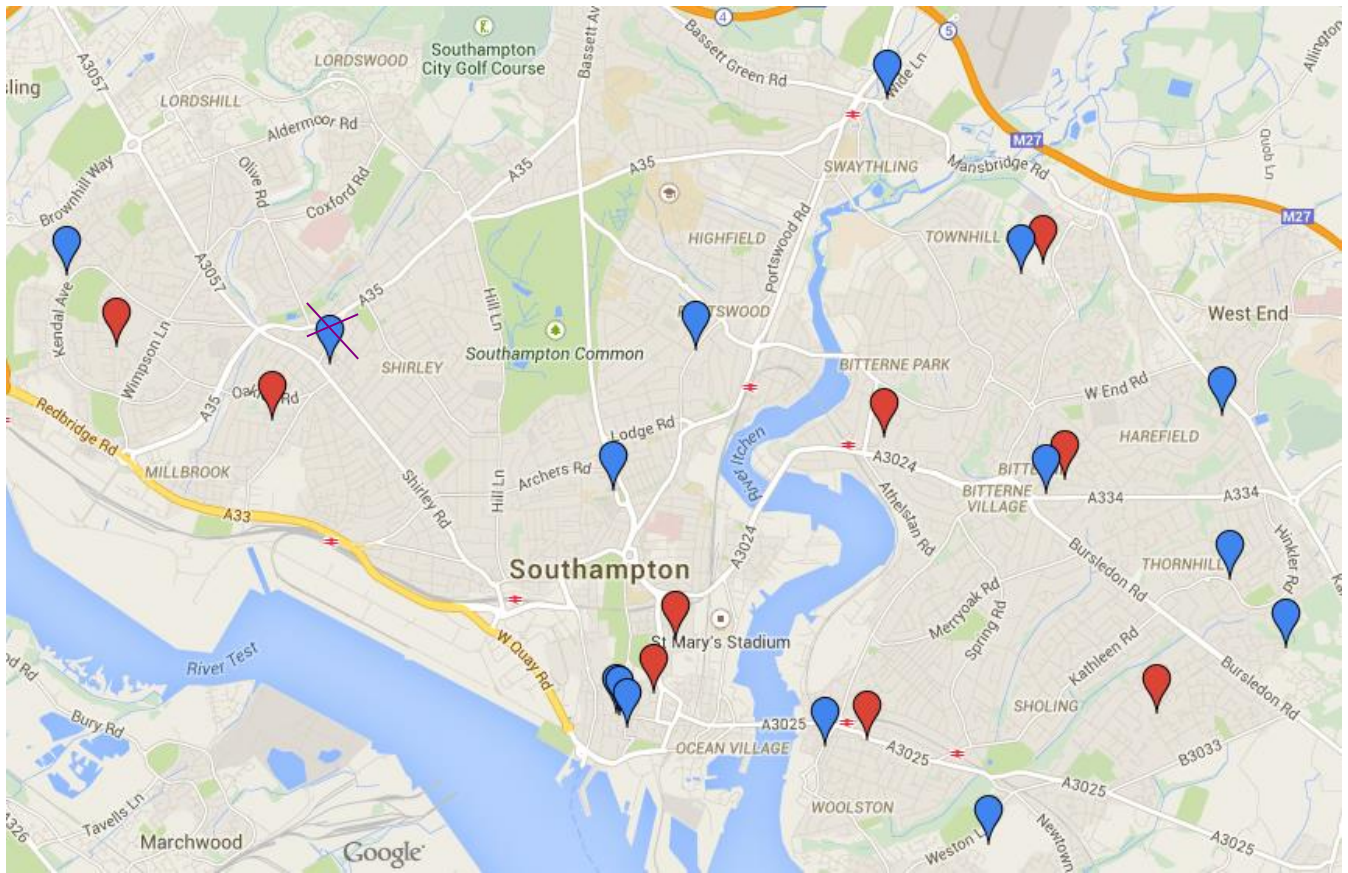 4
5
Bassett Av
Southampton
City Golf Course
LORDSWOOD
A3057
Bassett Green Rd
Wide Ln
Allington
sling
LORDSHILL
Aldermoor Rd
M27
Quob Ln
Brownhill Way
Olive Rd
Coxford Rd
A35
A35
SWAYTHLING
Mansbridge Rd
M27
HIGHFIELD
Portswood Rd
TOWNHILL
A3057
A35
Hill Ln
West End
Kendal Ave
Wimpson Ln
SHIRLEY
Southampton Common
BITTERNE PARK
W End Rd
A35
Redbridge Rd
Lodge Rd
HAREFIELD
MILLBROOK
Archers Rd
River Itchen
A3024
Shirley Rd
Hill Ln
BITTERNE
VILLAGE
A334
A334
A33
Athelstan Rd
A3024
Hinkler Rd
Southampton
Bursledon Rd
THORNHILL
Merryoak Rd
Spring Rd
St Mary's Stadium
Kathleen Rd
W Quay Rd
River Test
Bursledon Rd
SHOLING
Bury Rd
A3025
OCEAN VILLAGE
A3025
B3033
A3025
WOOLSTON
Tavells Ln
A326
Marchwood
Google
Newtown
A3025